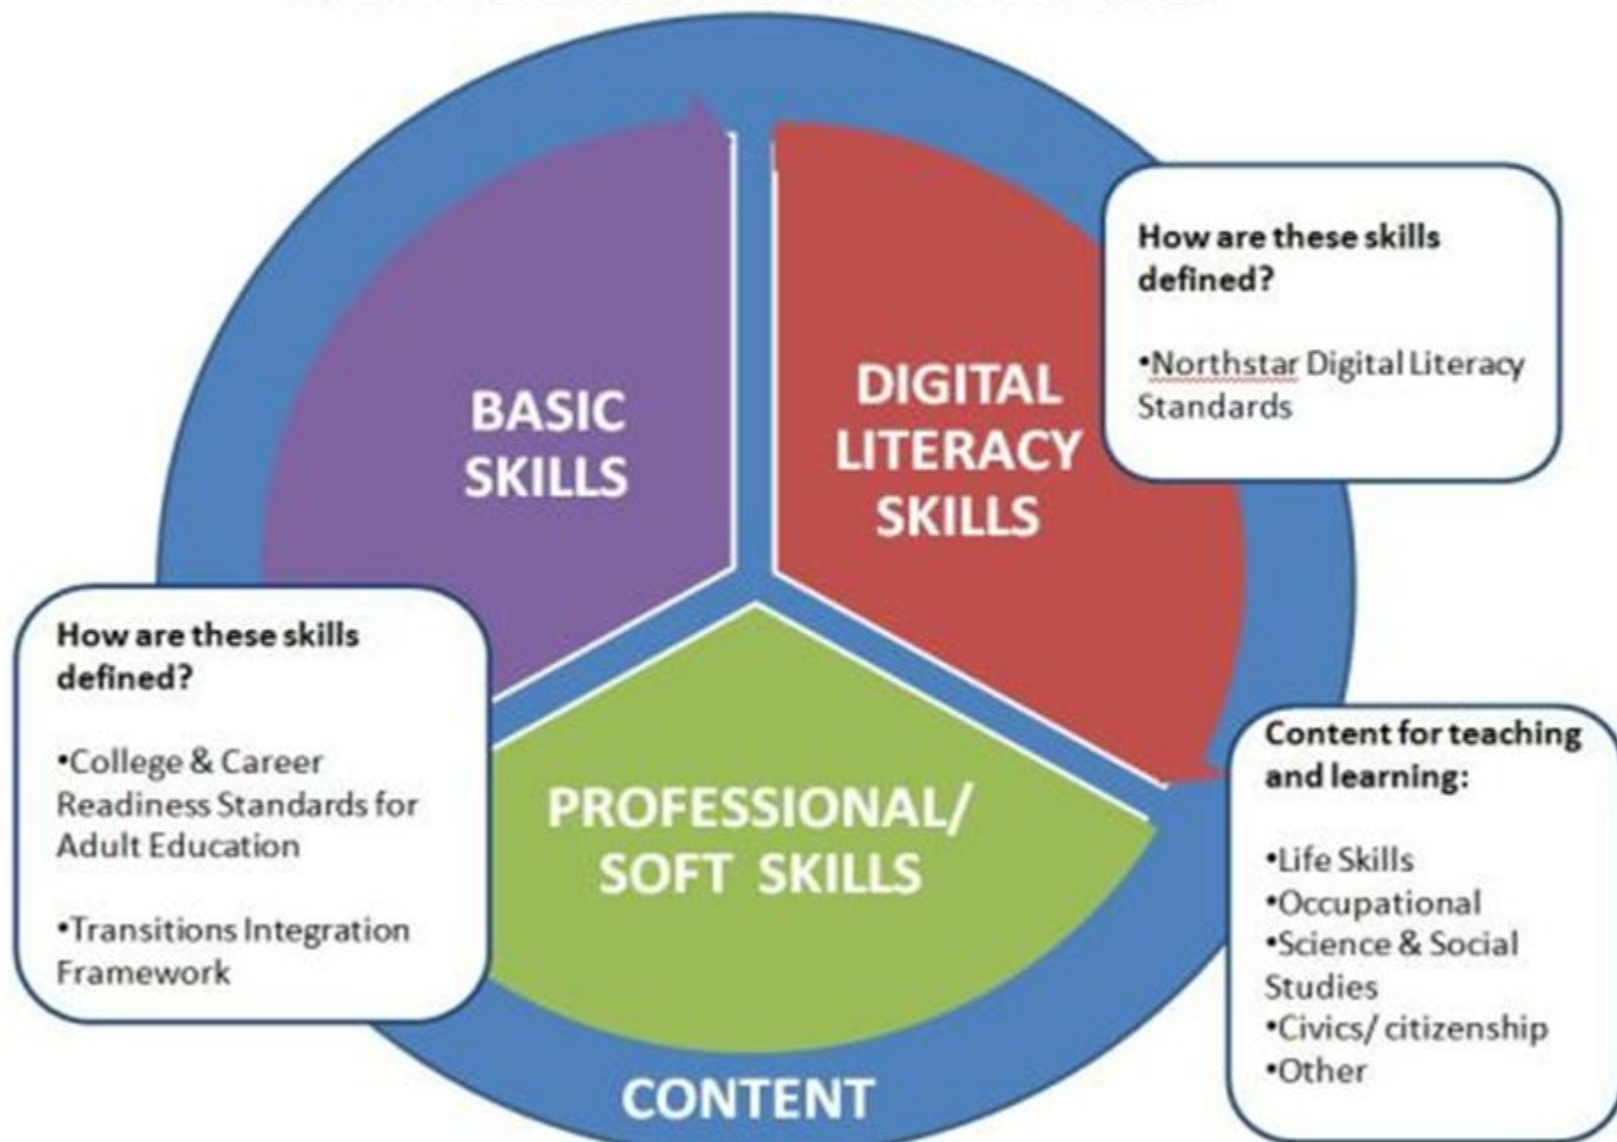 BASIC
SKILLS
DIGITAL
LITERACY
SKILLS
PROFESSIONAL/
SOFT SKILLS
CONTENT
How are these skills
defined?
•Northstar Digital Literacy
Standards
How are these skills
defined?
•College & Career
Readiness Standards for
Adult Education
•Transitions Integration
Framework
Content for teaching
and learning:
•Life Skills
•Occupational
•Science & Social
Studies
•Civics/ citizenship
•Other